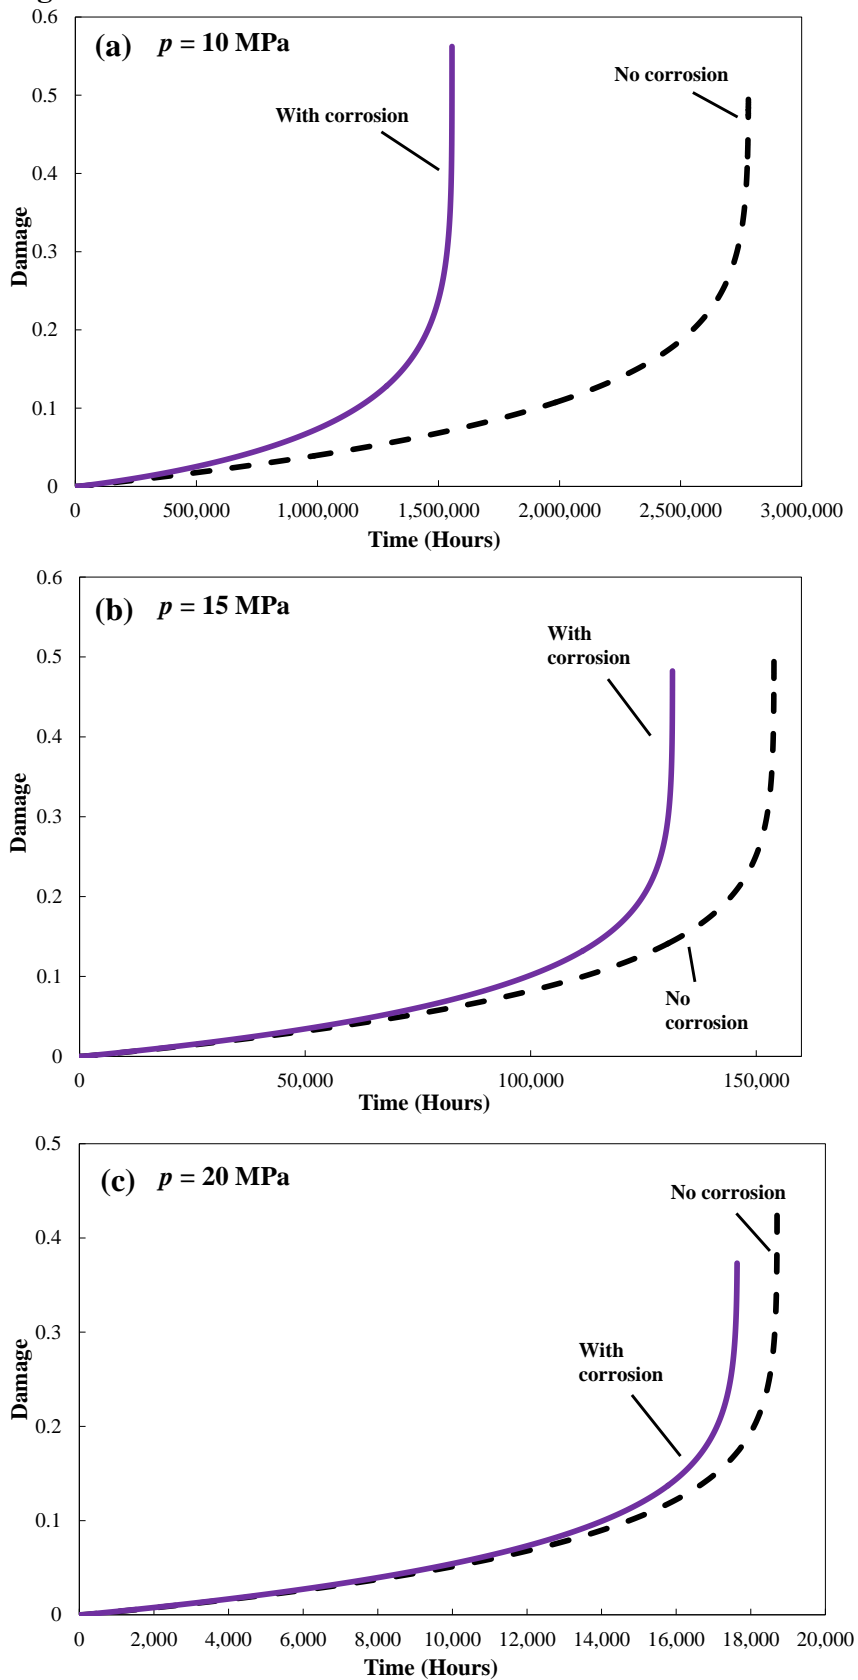 (a) p = 10 MPa
0.6
0.5
0.4
0.3
0.2
0.1
0
Damage
With corrosion
No corrosion
0 500,000 1,000,000 1,500,000 2,000,000 2,500,000 3,000,000
Time (Hours)
(b) p = 15 MPa
0.6
0.5
0.4
0.3
0.2
0.1
0
Damage
With
corrosion
No
corrosion
0 50,000 100,000 150,000
Time (Hours)
(c) p = 20 MPa
0.5
0.4
0.3
0.2
0.1
0
Damage
No corrosion
With
corrosion
0 2,000 4,000 6,000 8,000 10,000 12,000 14,000 16,000 18,000 20,000
Time (Hours)